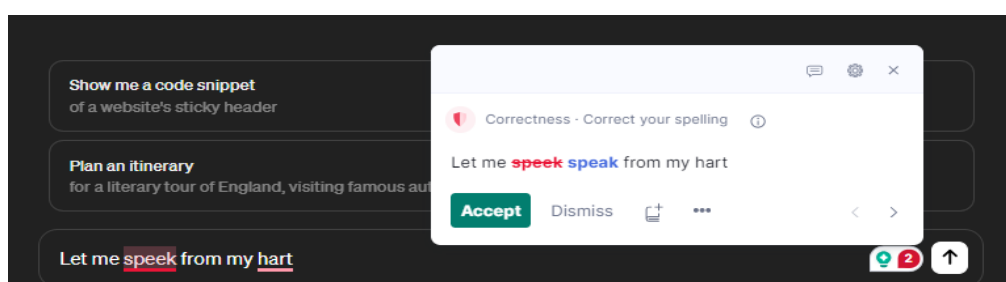 Show me a code snippet
of a website's sticky header
Plan an itinerary
for a literary tour of England, visiting famous aut
Correctness · Correct your spelling
Let me speek speak from my hart
Accept Dismiss
Let me speek from my hart
2